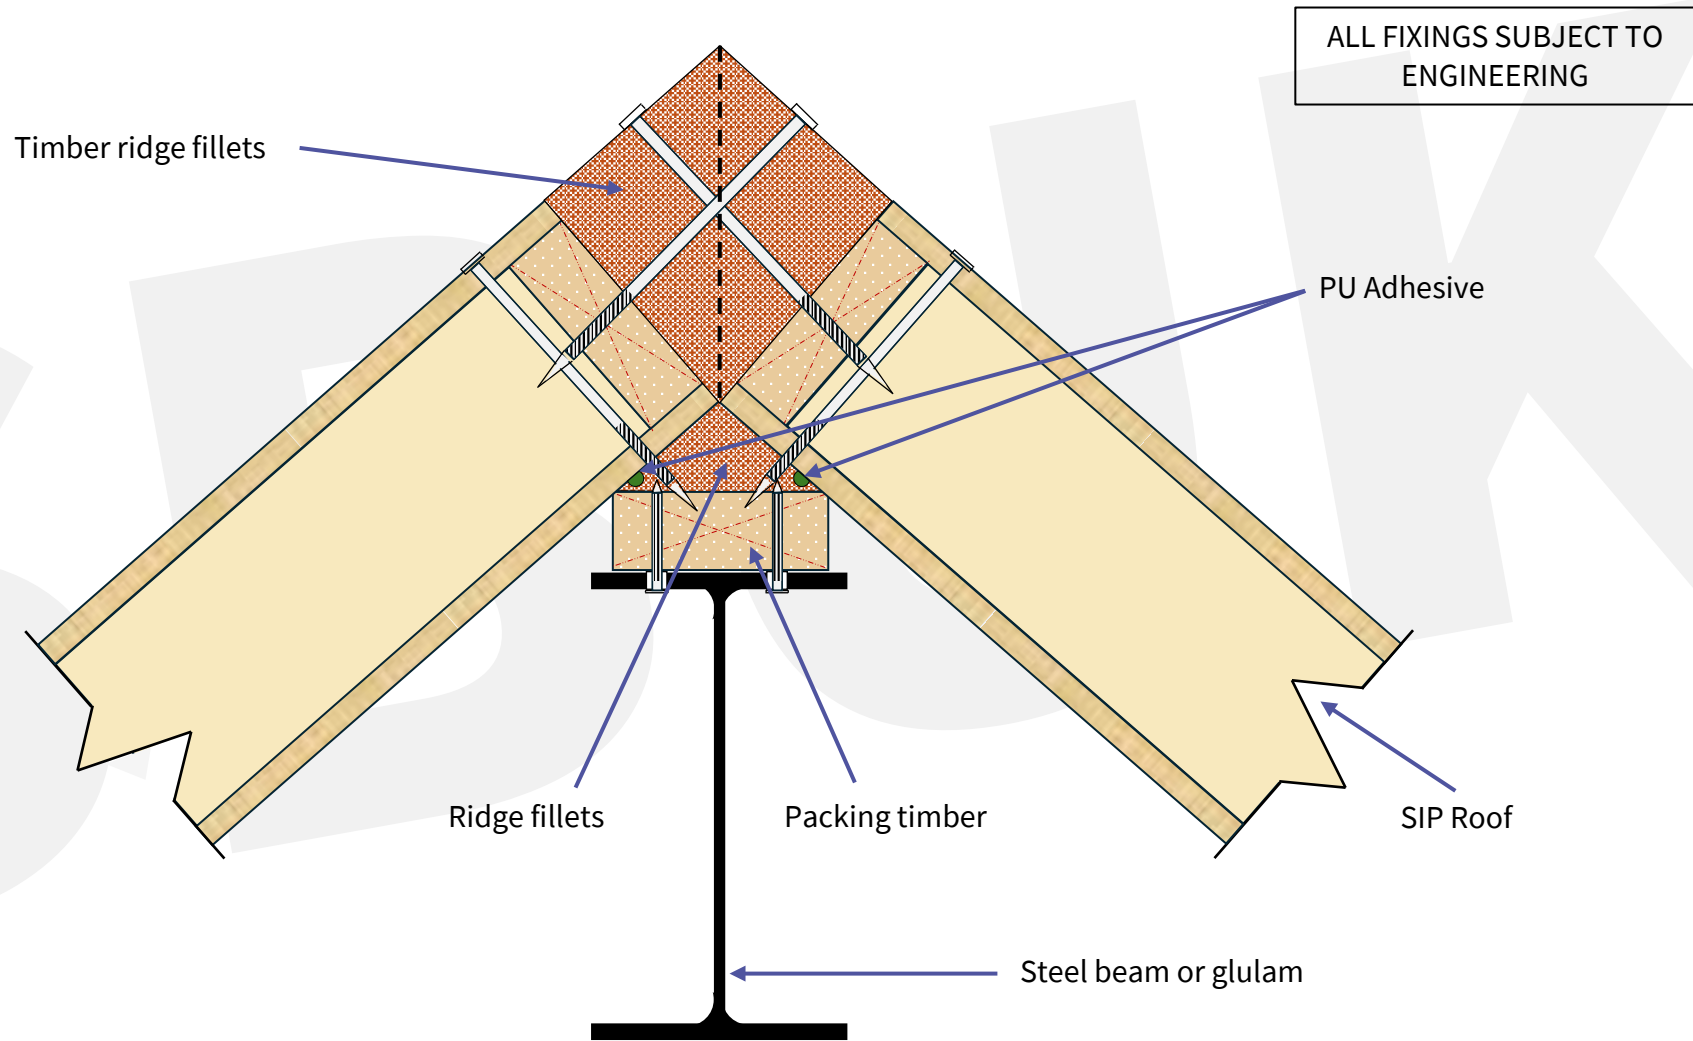 ALL FIXINGS SUBJECT TO
ENGINEERING
Timber ridge fillets
PU Adhesive
Ridge fillets
Packing timber
SIP Roof
Steel beam or glulam